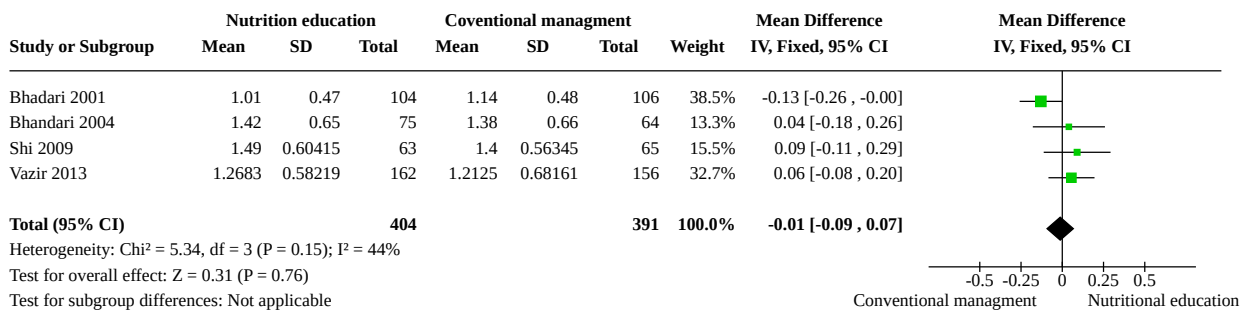 Nutrition education Coventional managment Mean Difference Mean Difference
Study or Subgroup Mean SD Total Mean SD Total Weight IV, Fixed, 95% CI IV, Fixed, 95% CI
Bhadari 2001 1.01 0.47 104 1.14 0.48 106 38.5% -0.13 [-0.26 , -0.00]
Bhandari 2004 1.42 0.65 75 1.38 0.66 64 13.3% 0.04 [-0.18 , 0.26]
Shi 2009 1.49 0.60415 63 1.4 0.56345 65 15.5% 0.09 [-0.11 , 0.29]
Vazir 2013 1.2683 0.58219 162 1.2125 0.68161 156 32.7% 0.06 [-0.08 , 0.20]
Total (95% CI) 404 391 100.0% -0.01 [-0.09 , 0.07]
Heterogeneity: Chi² = 5.34, df = 3 (P = 0.15); I² = 44%
Test for overall effect: Z = 0.31 (P = 0.76)
-0.5 -0.25 0 0.25 0.5
Test for subgroup differences: Not applicable
Conventional managment Nutritional education